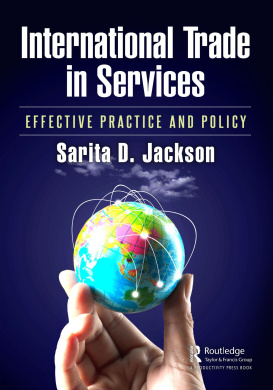 International Trade
in Services
EFFECTIVE PRACTICE AND POLICY
Sarita D. Jackson
Routledge
Taylor & Francis Group
A PRODUCTIVITY PRESS BOOK